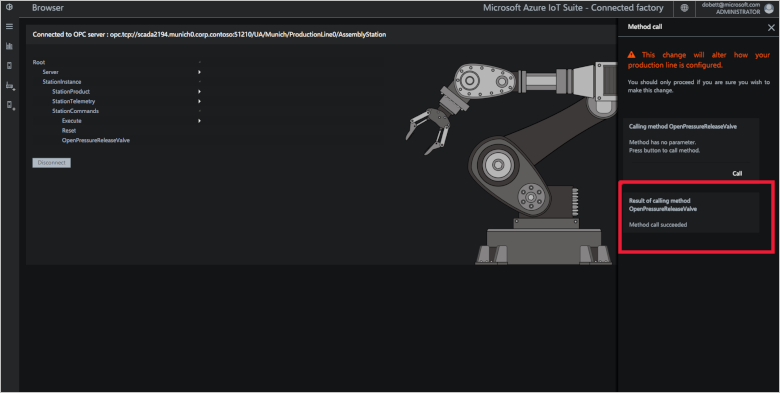 Browser
Microsoft Azure IoT Suite - Connected factory
dobett@microsoft.com
ADMINISTRATOR
Connected to OPC server : opc.tcp://scada2194.munich0.corp.contoso:51210/UA/Munich/ProductionLine0/AssemblyStation
Root
Server
StationInstance
StationProduct
StationTelemetry
StationCommands
Execute
Reset
OpenPressureReleaseValve
Disconnect
Method call
This change will alter how your
production line is configured.
You should only proceed if you are sure you wish to
make this change.
Calling method OpenPressureReleaseValve
Method has no parameter.
Press button to call method.
Call
Result of calling method
OpenPressureReleaseValve
Method call succeeded